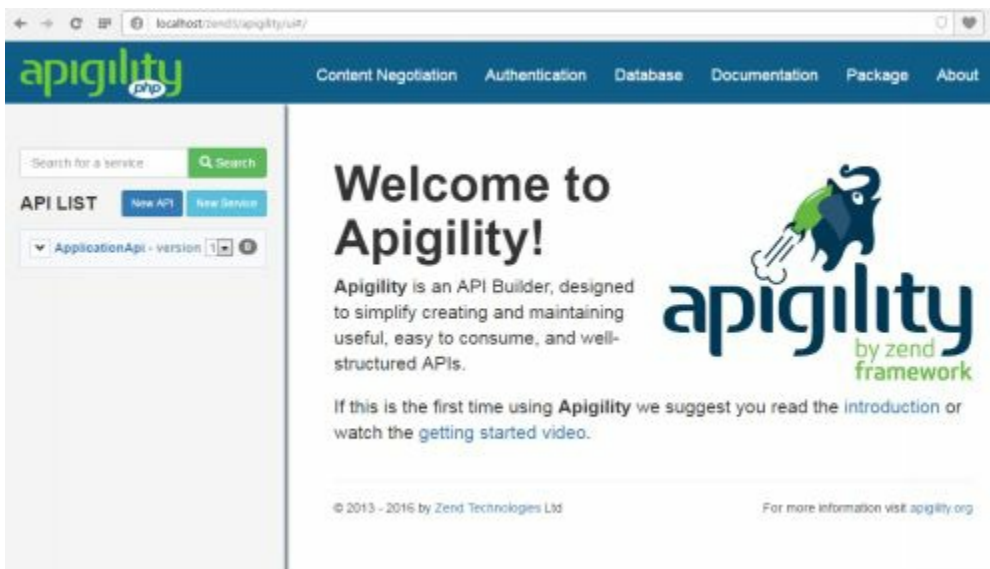 localhost/zend3/apigility/ui#/
apigility
php
Content Negotiation Authentication Database Documentation Package About
Search for a service Search
API LIST New API New Service
ApplicationApi - version 1 0
Welcome to
Apigility!
Apigility is an API Builder, designed
to simplify creating and maintaining
useful, easy to consume, and well-
structured APIs.
apigility
by zend
framework
If this is the first time using Apigility we suggest you read the introduction or
watch the getting started video.
© 2013 - 2016 by Zend Technologies Ltd
For more information visit apigility.org